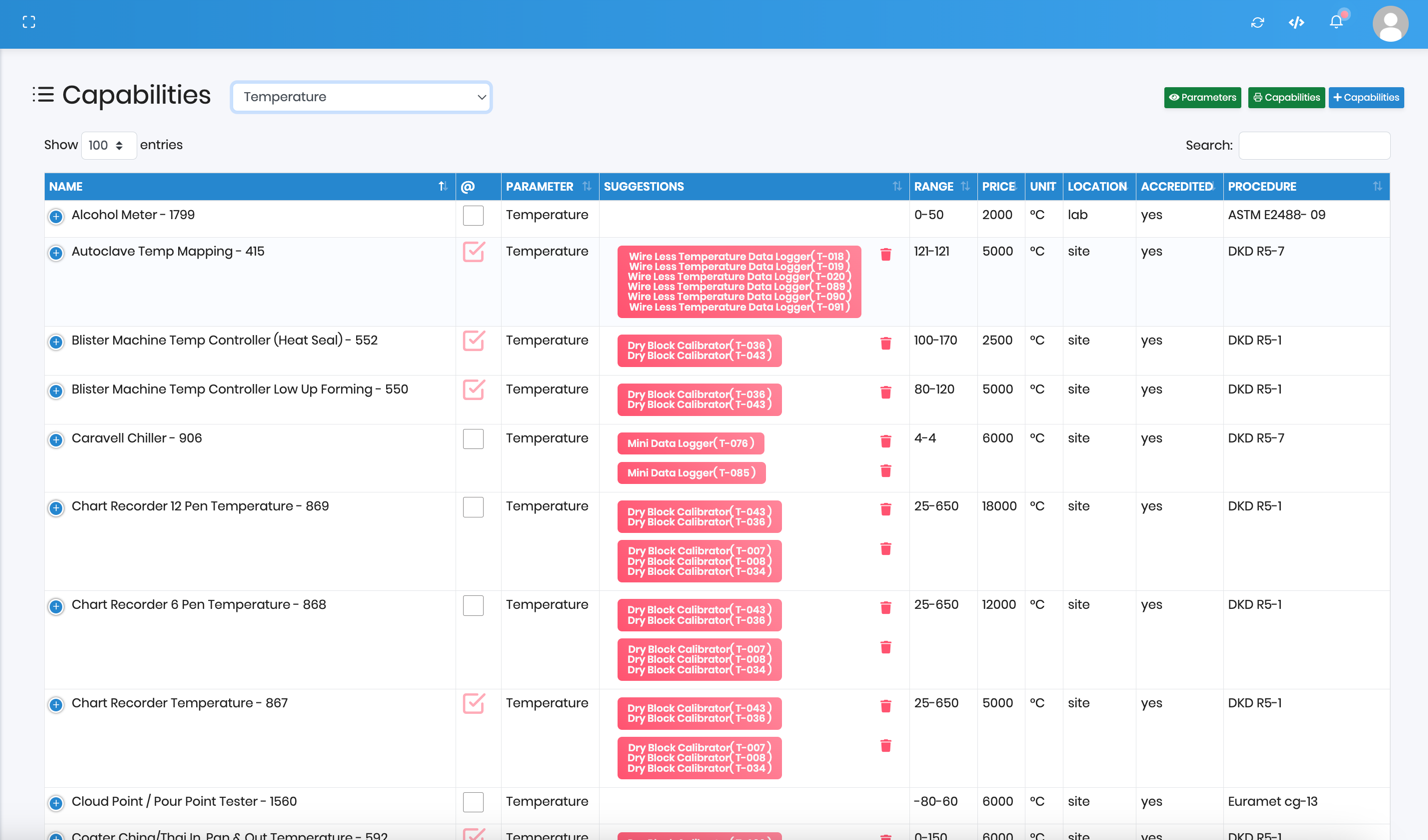 Capabilities
Temperature
Parameters
Capabilities
Capabilities
Show 100 entries
Search:
NAME @ PARAMETER SUGGESTIONS RANGE PRICE UNIT LOCATION ACCREDITED PROCEDURE
Alcohol Meter - 1799 Temperature 0-50 2000 °C lab yes ASTM E2488- 09
Autoclave Temp Mapping - 415 Temperature 121-121 5000 °C site yes DKD R5-7
Wire Less Temperature Data Logger( T-018 )
Wire Less Temperature Data Logger( T-019 )
Wire Less Temperature Data Logger( T-020 )
Wire Less Temperature Data Logger( T-089 )
Wire Less Temperature Data Logger( T-090 )
Wire Less Temperature Data Logger( T-091 )
Blister Machine Temp Controller (Heat Seal) - 552 Temperature 100-170 2500 °C site yes DKD R5-1
Dry Block Calibrator( T-036 )
Dry Block Calibrator( T-043 )
Blister Machine Temp Controller Low Up Forming - 550 Temperature 80-120 5000 °C site yes DKD R5-1
Dry Block Calibrator( T-036 )
Dry Block Calibrator( T-043 )
Caravell Chiller - 906 Temperature 4-4 6000 °C site yes DKD R5-7
Mini Data Logger( T-076 )
Mini Data Logger( T-085 )
Chart Recorder 12 Pen Temperature - 869 Temperature 25-650 18000 °C site yes DKD R5-1
Dry Block Calibrator( T-043 )
Dry Block Calibrator( T-036 )
Dry Block Calibrator( T-007 )
Dry Block Calibrator( T-008 )
Dry Block Calibrator( T-034 )
Chart Recorder 6 Pen Temperature - 868 Temperature 25-650 12000 °C site yes DKD R5-1
Dry Block Calibrator( T-043 )
Dry Block Calibrator( T-036 )
Dry Block Calibrator( T-007 )
Dry Block Calibrator( T-008 )
Dry Block Calibrator( T-034 )
Chart Recorder Temperature - 867 Temperature 25-650 5000 °C site yes DKD R5-1
Dry Block Calibrator( T-043 )
Dry Block Calibrator( T-036 )
Dry Block Calibrator( T-007 )
Dry Block Calibrator( T-008 )
Dry Block Calibrator( T-034 )
Cloud Point / Pour Point Tester - 1560 Temperature -80-60 6000 °C site yes Euramet cg-13
Coater China/Thai In, Pan & Out Temperature - 592 Temperature 0-150 6000 °C site yes DKD R5-1